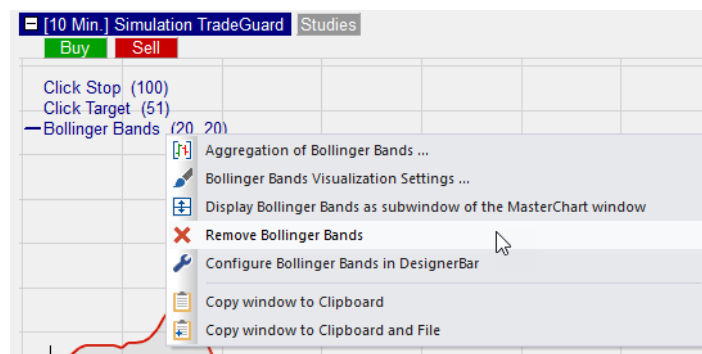 [10 Min.] Simulation TradeGuard Studies
Buy Sell
Click Stop (100)
Click Target (51)
Bollinger Bands (20 20)
Aggregation of Bollinger Bands ...
Bollinger Bands Visualization Settings ...
Display Bollinger Bands as subwindow of the MasterChart window
Remove Bollinger Bands
Configure Bollinger Bands in DesignerBar
Copy window to Clipboard
Copy window to Clipboard and File